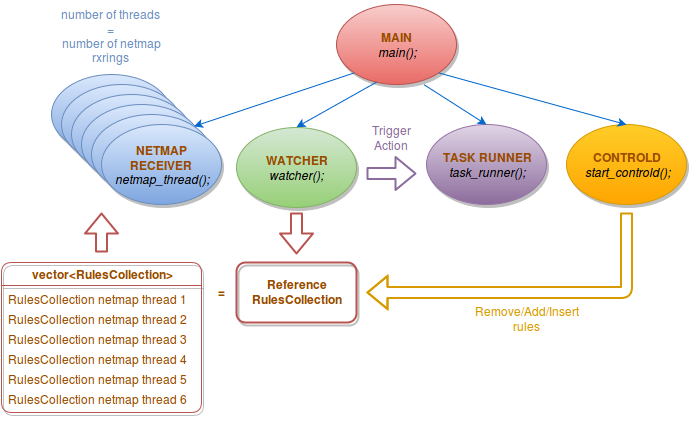 number of threads
=
number of netmap
rxrings
MAIN
main();
NETMAP
RECEIVER
netmap_thread();
WATCHER
watcher();
Trigger
Action
TASK RUNNER
task_runner();
CONTROLD
start_controld();
vector<RulesCollection>
RulesCollection netmap thread 1
RulesCollection netmap thread 2
RulesCollection netmap thread 3
RulesCollection netmap thread 4
RulesCollection netmap thread 5
RulesCollection netmap thread 6
=
Reference
RulesCollection
Remove/Add/Insert
rules